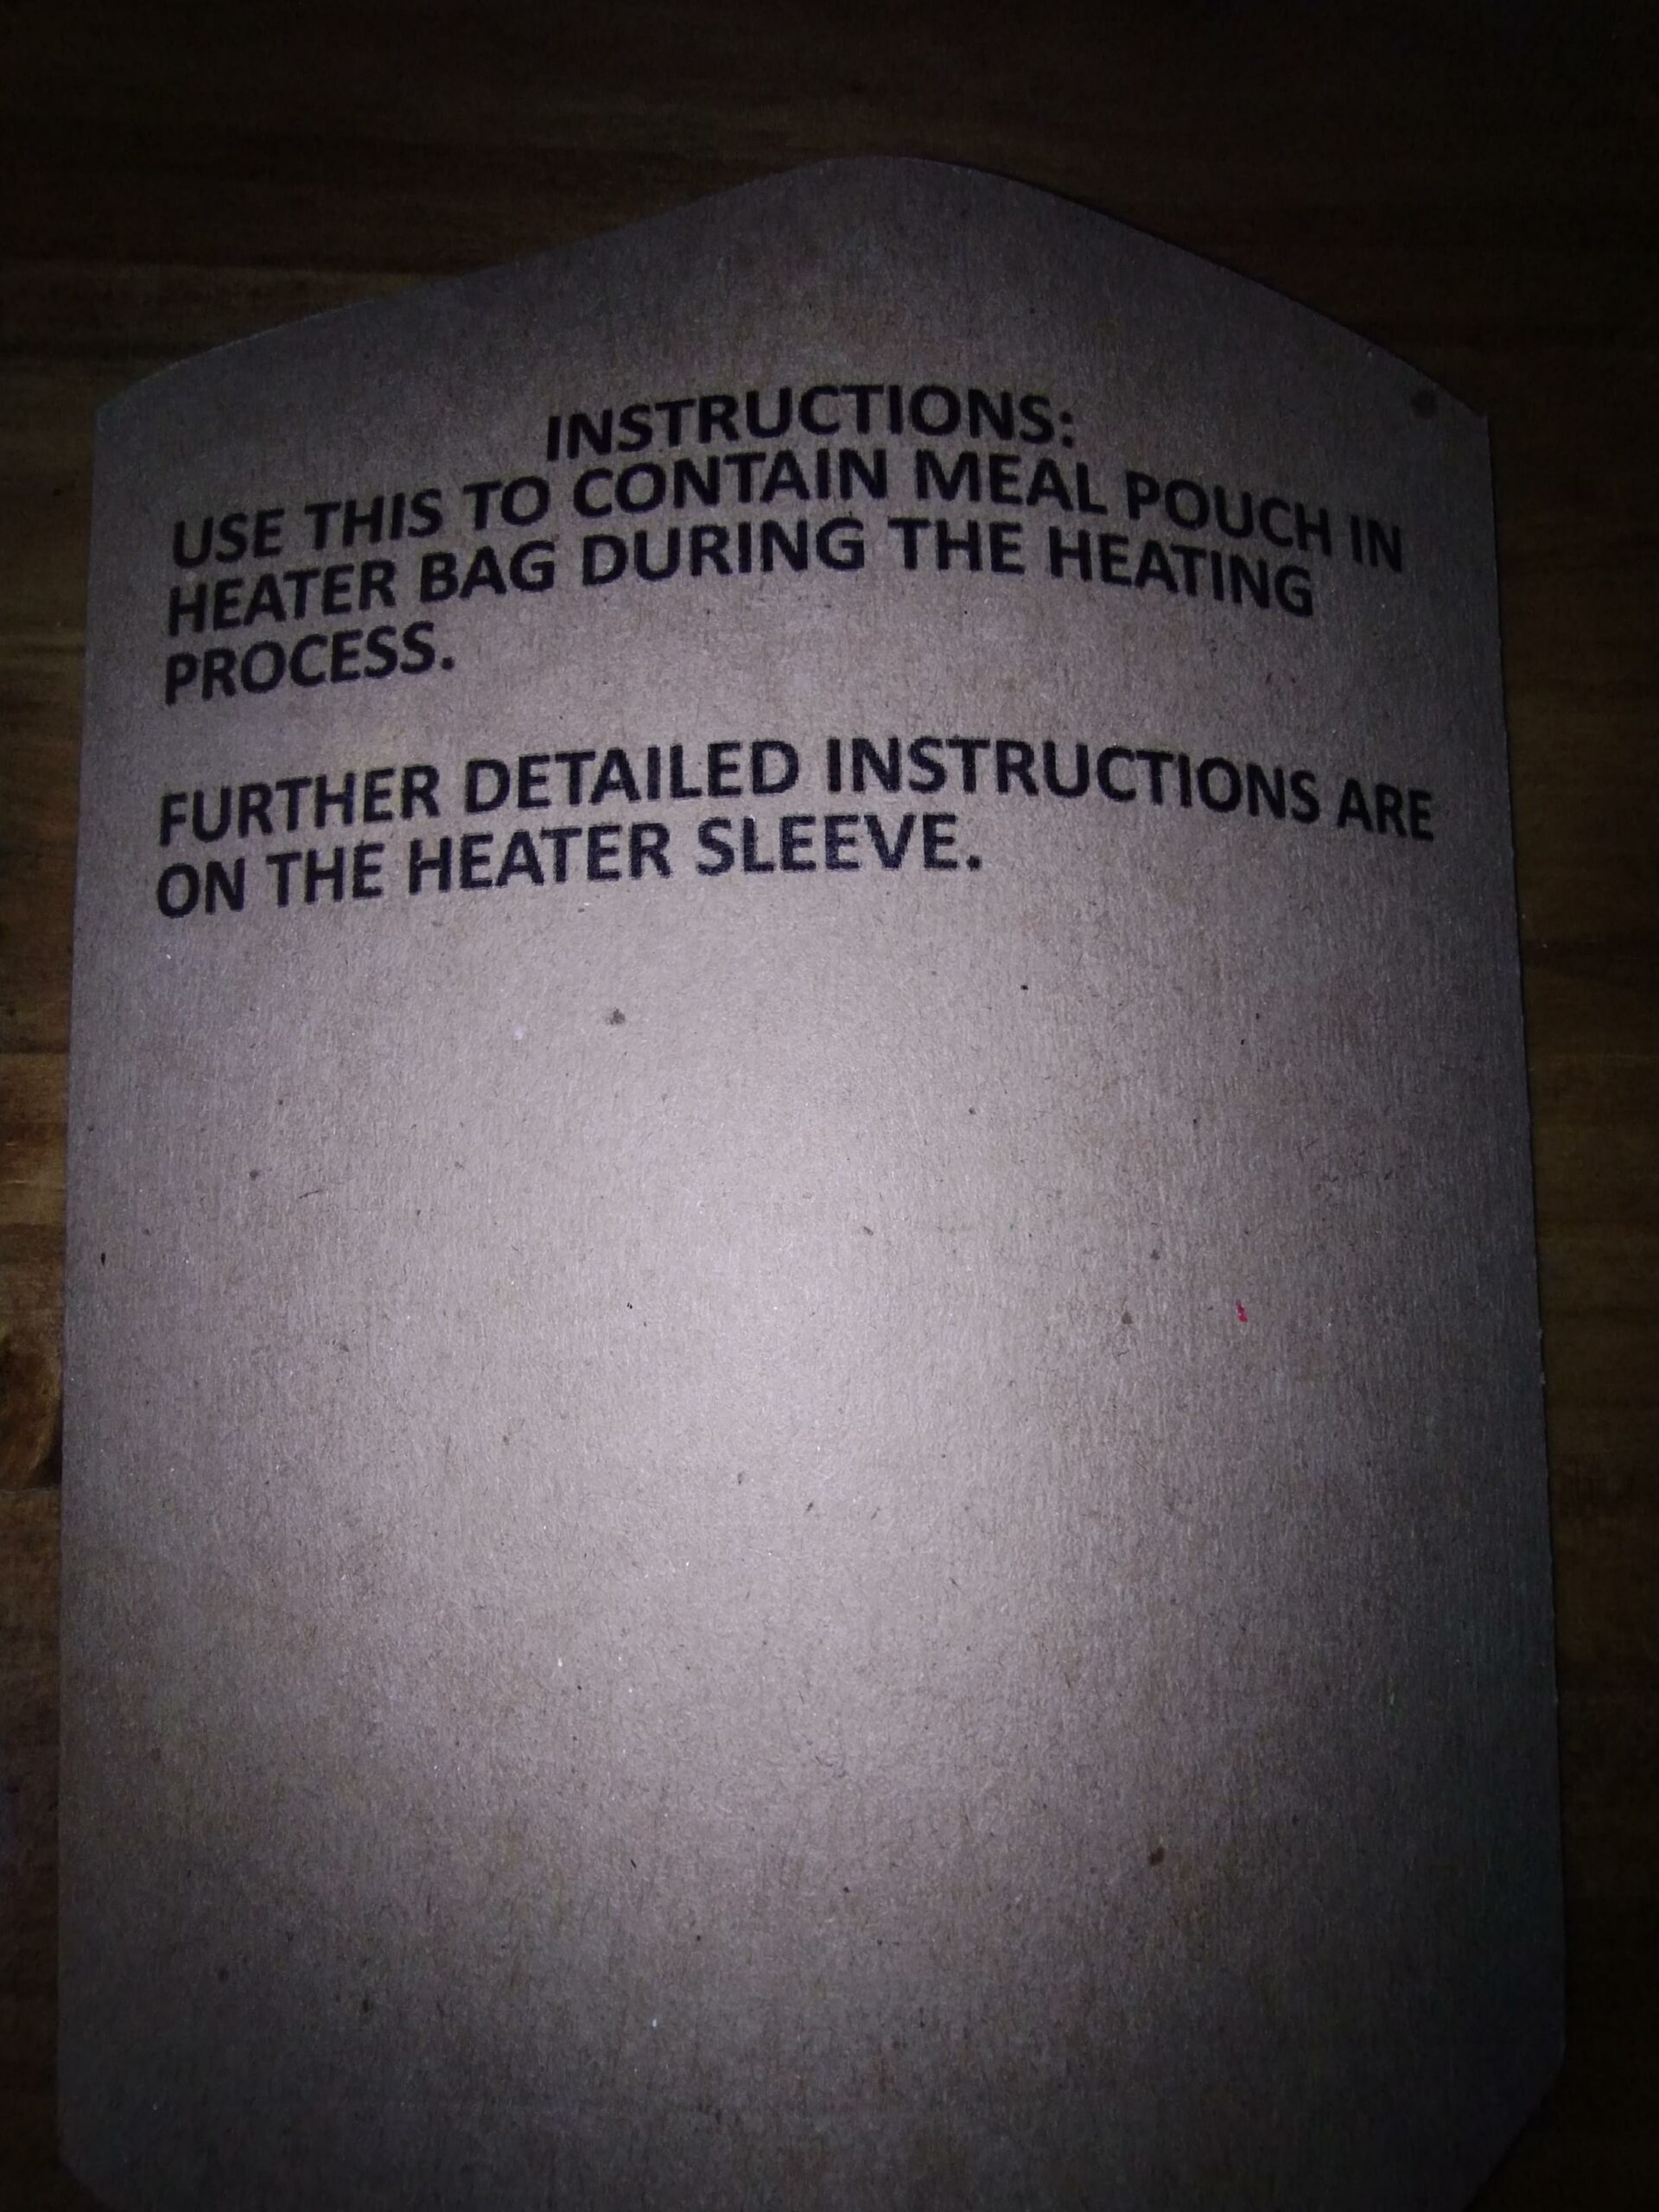 INSTRUCTIONS:
USE THIS TO CONTAIN MEAL POUCH IN
HEATER BAG DURING THE HEATING
PROCESS.
FURTHER DETAILED INSTRUCTIONS ARE
ON THE HEATER SLEEVE.